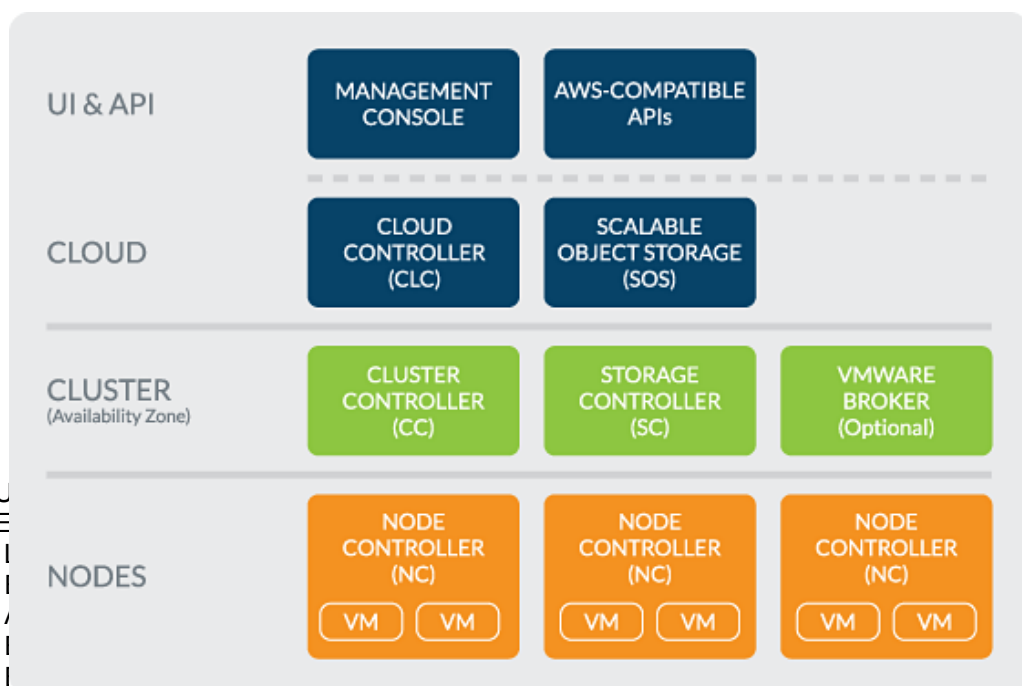 UI & API
MANAGEMENT
CONSOLE
AWS-COMPATIBLE
APIs
CLOUD
CLOUD
CONTROLLER
(CLC)
SCALABLE
OBJECT STORAGE
(SOS)
CLUSTER
(Availability Zone)
CLUSTER
CONTROLLER
(CC)
STORAGE
CONTROLLER
(SC)
VMWARE
BROKER
(Optional)
NODES
NODE
CONTROLLER
(NC)
VM VM
NODE
CONTROLLER
(NC)
VM VM
NODE
CONTROLLER
(NC)
VM VM